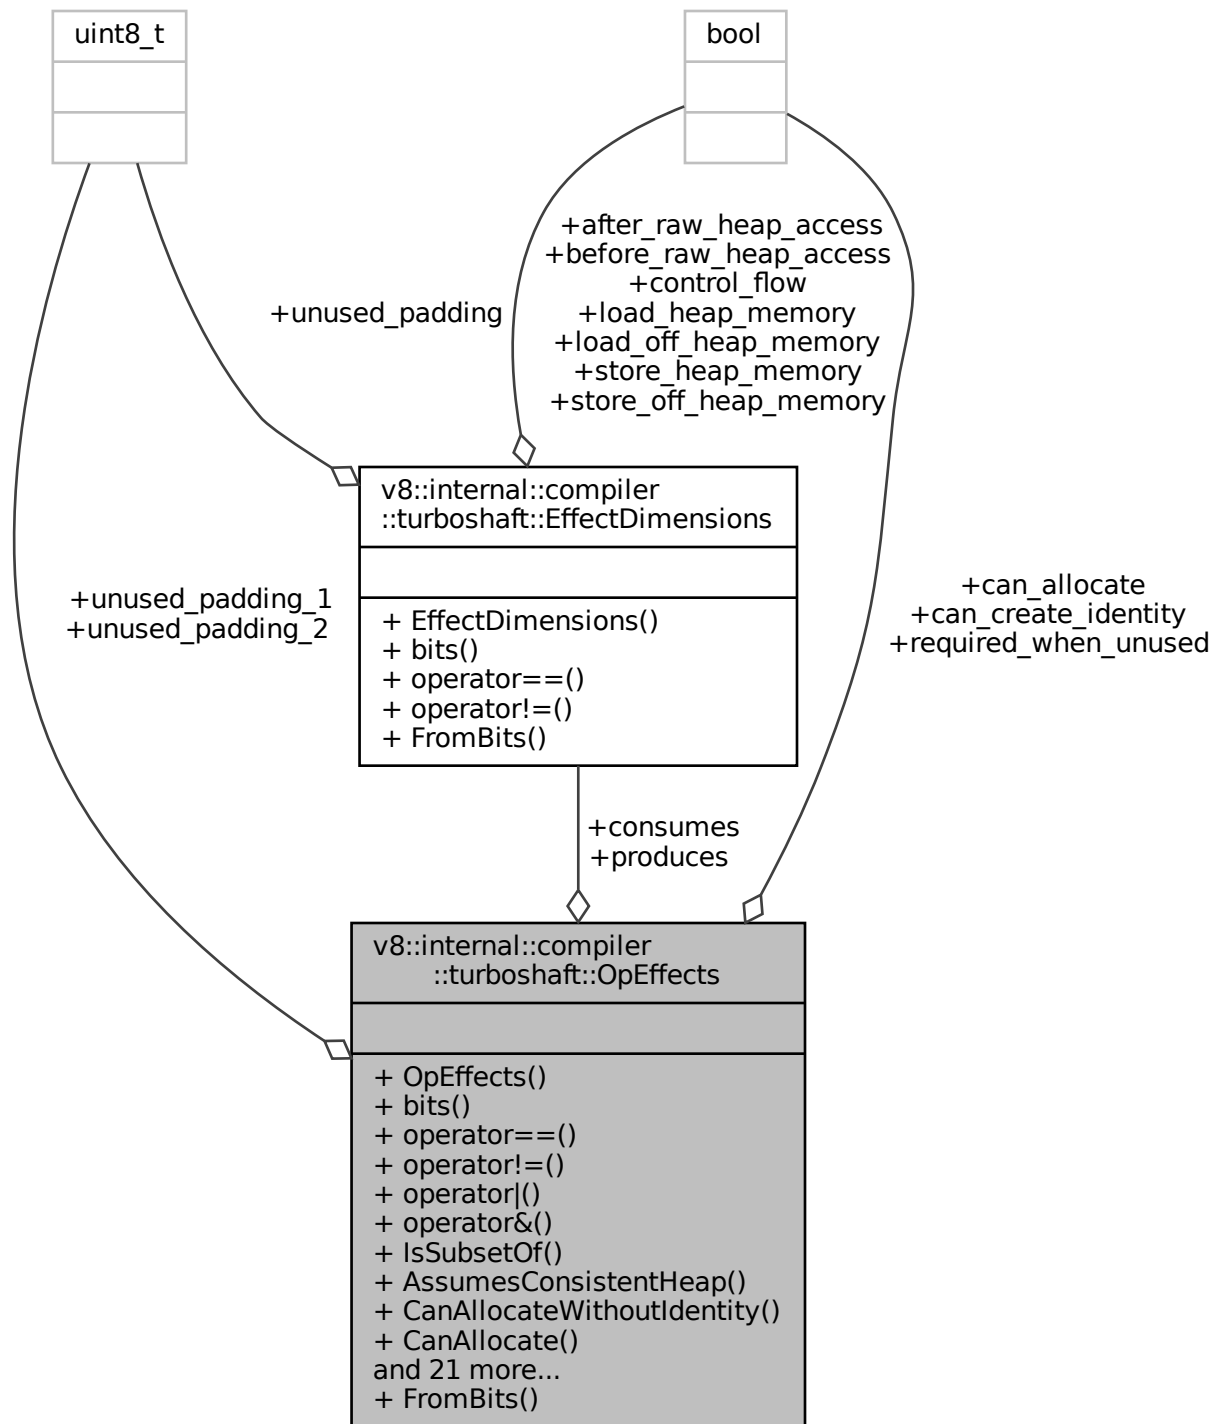 uint8_t
bool
+after_raw_heap_access
+before_raw_heap_access
+control_flow
+load_heap_memory
+load_off_heap_memory
+store_heap_memory
+store_off_heap_memory
+unused_padding
v8::internal::compiler
::turboshaft::EffectDimensions
+ EffectDimensions()
+ bits()
+ operator==()
+ operator!=()
+ FromBits()
+unused_padding_1
+unused_padding_2
+can_allocate
+can_create_identity
+required_when_unused
+consumes
+produces
v8::internal::compiler
::turboshaft::OpEffects
+ OpEffects()
+ bits()
+ operator==()
+ operator!=()
+ operator|()
+ operator&()
+ IsSubsetOf()
+ AssumesConsistentHeap()
+ CanAllocateWithoutIdentity()
+ CanAllocate()
and 21 more...
+ FromBits()